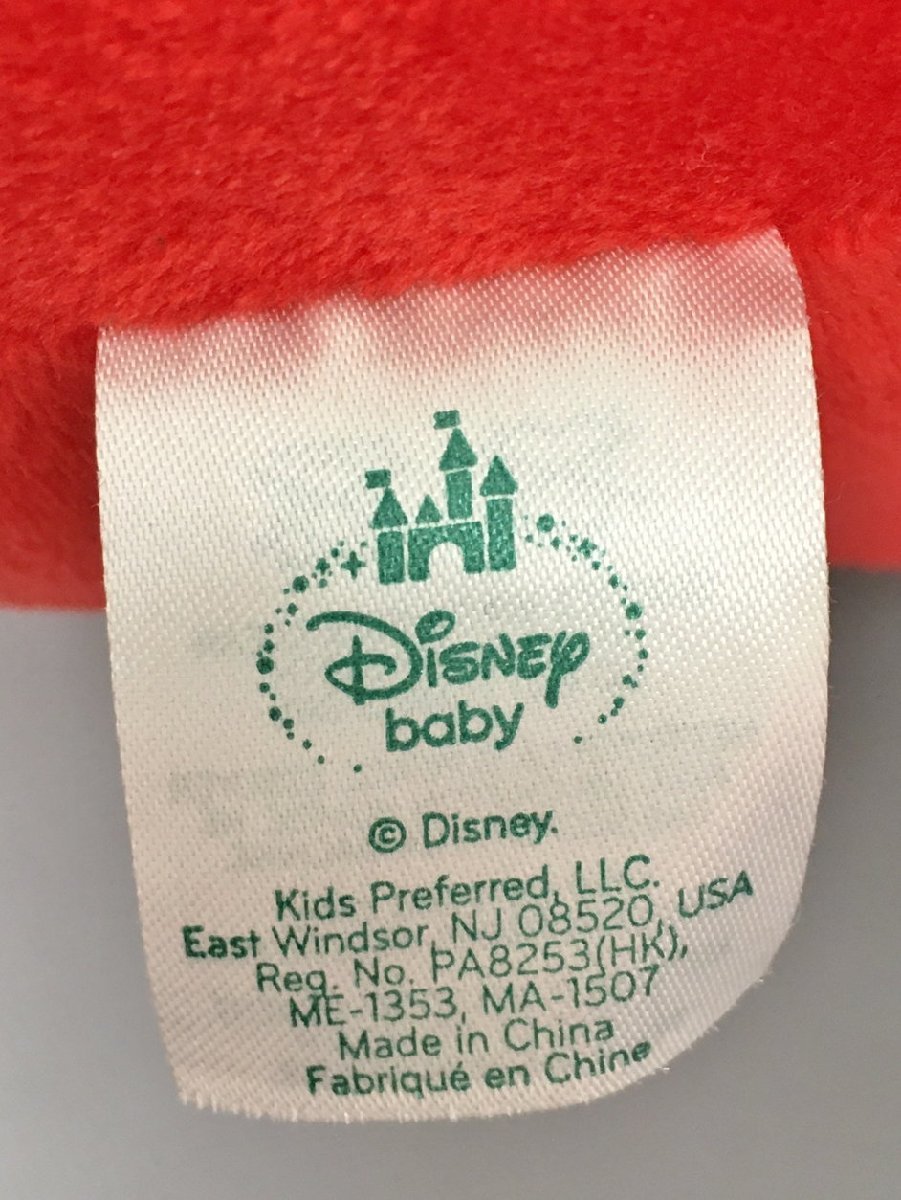 Disney
baby
© Disney.
Kids Preferred, LLC.
East Windsor, NJ 08520, USA
Reg. No. PA8253(HK),
ME-1353, MA-1507
Made in China
Fabriqué en Chine